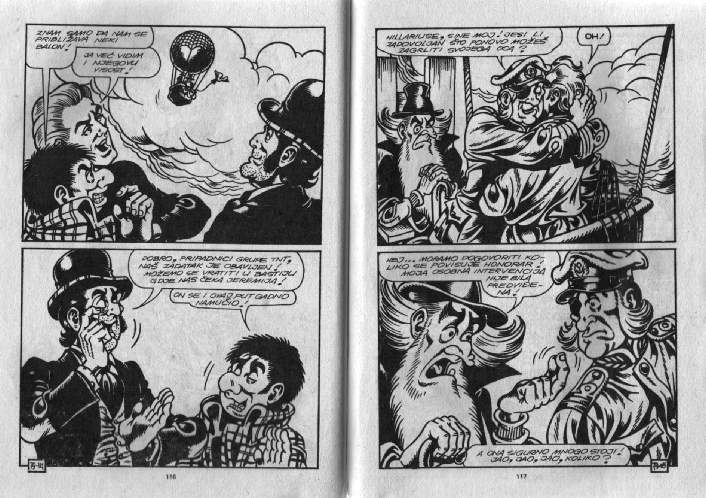 ZNAM SAMO DA NAM SE
PRIBLIŽAVA NEKI
BALON!
JA VEĆ VIDIM
I NJEGOVU
VISOST!
DOBRO, PRIPADNICI GRUPE TNT,
NAŠ ZADATAK JE OBAVLJEN!
MOŽEMO SE VRATITI U BASTIJU
GDJE NAS ČEKA JEREMIJA!
ON SE I OVAJ PUT GADNO
NAMUČIO!
116
HILLARIUSE, SINE MOJ! JESI LI
ZADOVOLJAN ŠTO PONOVO MOŽEŠ
ZAGRLITI SVOJEGA OCA?
OH!
HEJ... MORAMO DOGOVORITI KO-
LIKO SE POVISUJE HONORAR!
MOJA OSOBNA INTERVENCIJA
NIJE BILA
PREDVIĐE-
NA!
A ONA SIGURNO MNOGO STOJI!
JAO, JAO, JAO, KOLIKO?
117